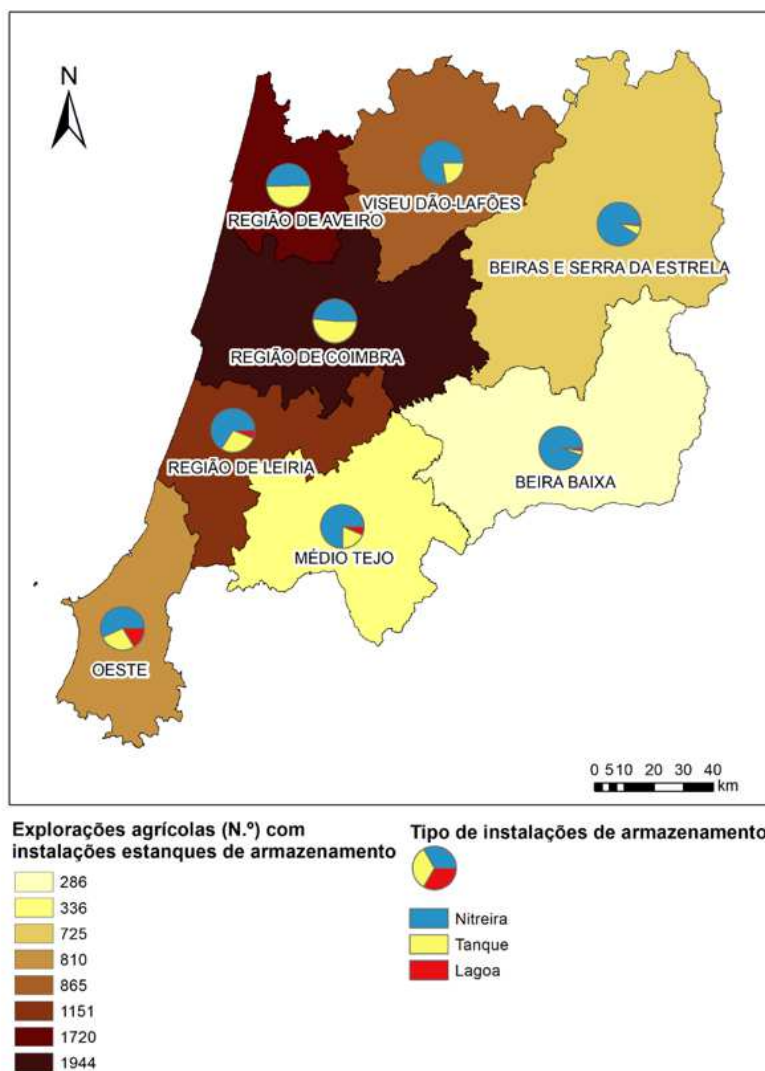 N
VISEU DÃO-LAFÕES
REGIÃO DE AVEIRO
BEIRAS E SERRA DA ESTRELA
REGIÃO DE COIMBRA
REGIÃO DE LEIRIA
BEIRA BAIXA
MÉDIO TEJO
OESTE
0 5 10 20 30 40
km
Explorações agrícolas (N.º) com
instalações estanques de armazenamento
286
336
725
810
865
1151
1720
1944
Tipo de instalações de armazenamento
Nitreira
Tanque
Lagoa